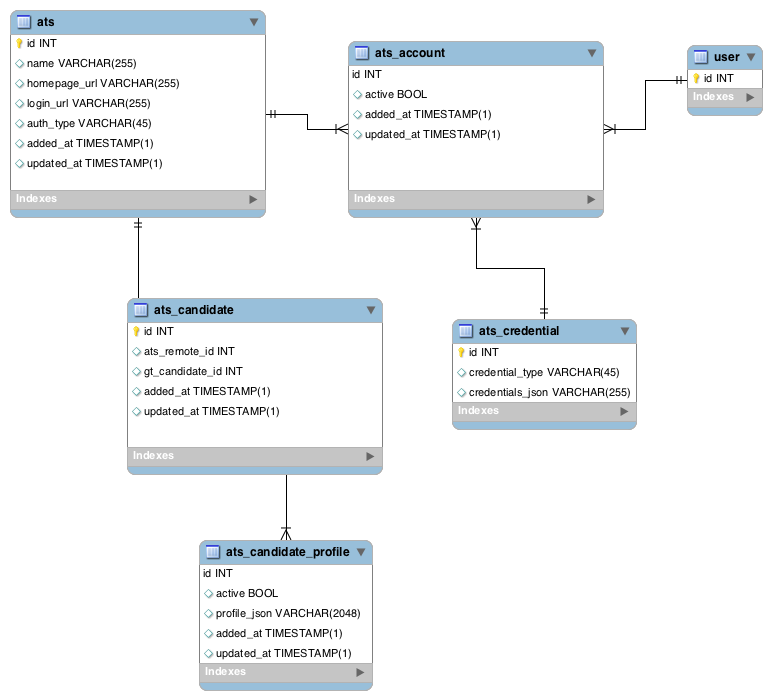 ats
id INT
name VARCHAR(255)
homepage_url VARCHAR(255)
login_url VARCHAR(255)
auth_type VARCHAR(45)
added_at TIMESTAMP(1)
updated_at TIMESTAMP(1)
Indexes
ats_account
id INT
active BOOL
added_at TIMESTAMP(1)
updated_at TIMESTAMP(1)
Indexes
user
id INT
Indexes
ats_candidate
id INT
ats_remote_id INT
gt_candidate_id INT
added_at TIMESTAMP(1)
updated_at TIMESTAMP(1)
Indexes
ats_credential
id INT
credential_type VARCHAR(45)
credentials_json VARCHAR(255)
Indexes
ats_candidate_profile
id INT
active BOOL
profile_json VARCHAR(2048)
added_at TIMESTAMP(1)
updated_at TIMESTAMP(1)
Indexes